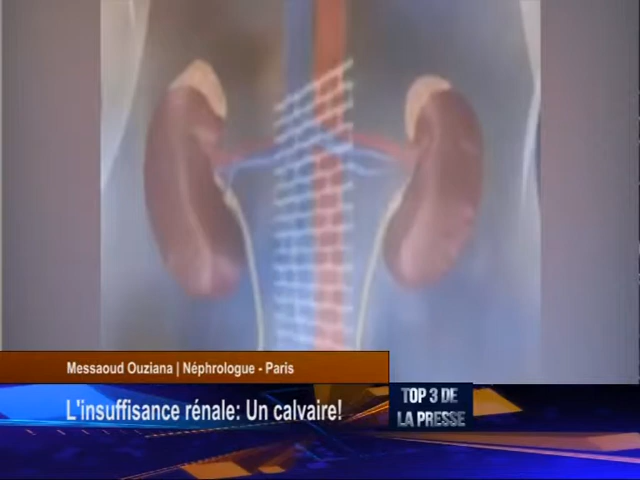 Messaoud Ouziana | Néphrologue - Paris
L'insuffisance rénale: Un calvaire!
TOP 3 DE
LA PRESSE